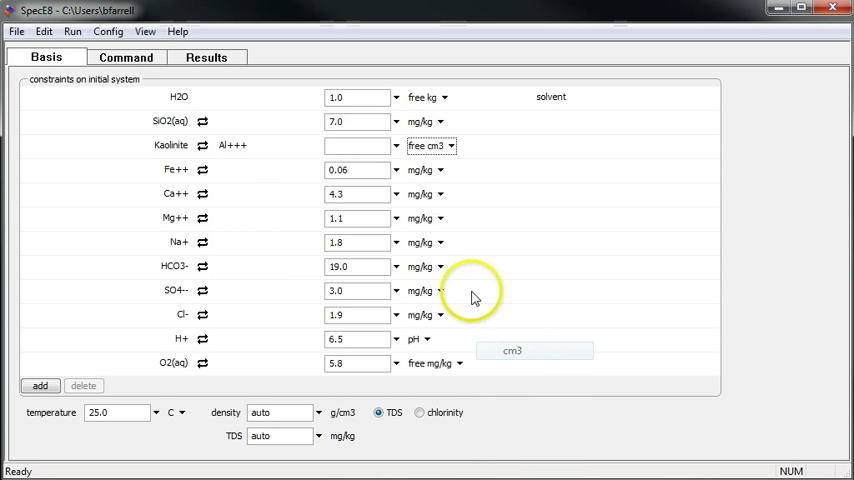 SpecE8 - C:\Users\bfarrell
File Edit Run Config View Help
Basis Command Results
constraints on initial system
H2O 1.0 free kg solvent
SiO2(aq) 7.0 mg/kg
Kaolinite Al+++ free cm3
Fe++ 0.06 mg/kg
Ca++ 4.3 mg/kg
Mg++ 1.1 mg/kg
Na+ 1.8 mg/kg
HCO3- 19.0 mg/kg
SO4-- 3.0 mg/kg
Cl- 1.9 mg/kg
H+ 6.5 pH
cm3
O2(aq) 5.8 free mg/kg
add delete
temperature 25.0 C density auto g/cm3 TDS chlorinity
TDS auto mg/kg
Ready NUM